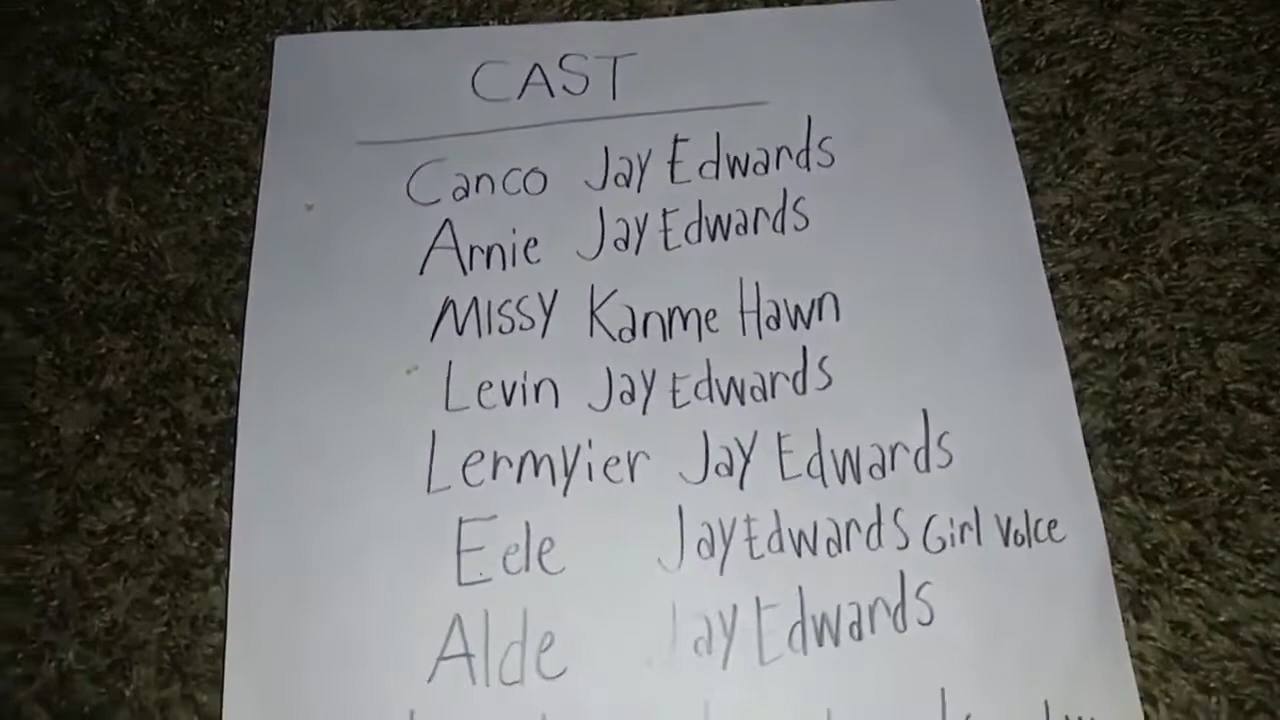 CAST
Canco Jay Edwards
Arnie Jay Edwards
MISSY Kanme Hawn
Levin Jay Edwards
Lermyier Jay Edwards
Eele Jay Edwards Girl Volce
Alde Jay Edwards